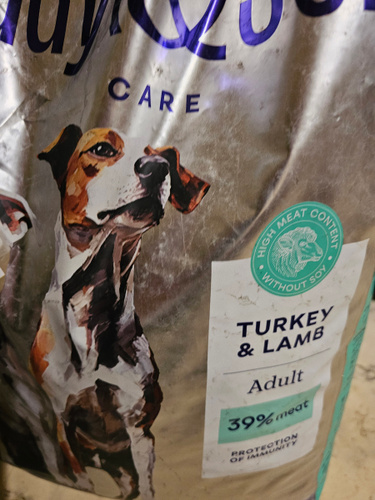 CARE
HIGH MEAT CONTENT
WITHOUT SOY
TURKEY
& LAMB
Adult
39% meat
PROTECTION
OF IMMUNITY